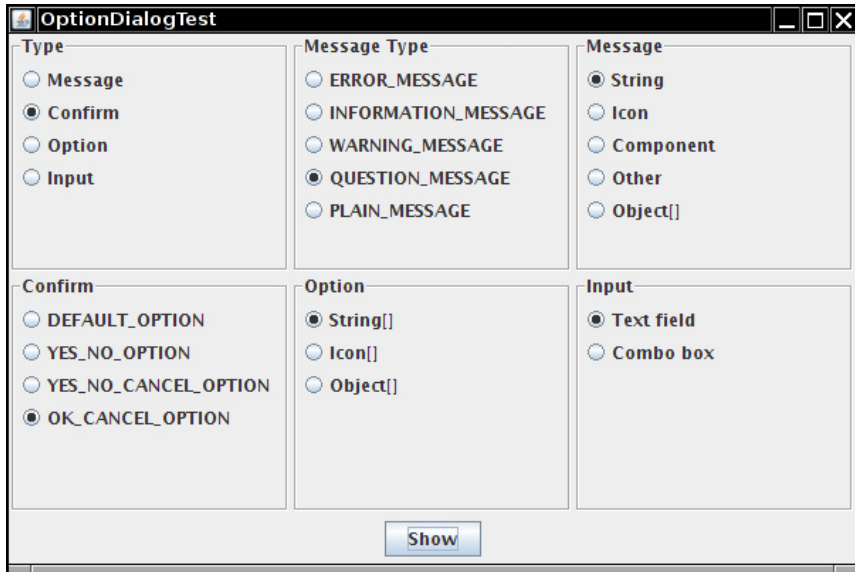 OptionDialogTest
Type
Message
Confirm
Option
Input
Message Type
ERROR_MESSAGE
INFORMATION_MESSAGE
WARNING_MESSAGE
QUESTION_MESSAGE
PLAIN_MESSAGE
Message
String
Icon
Component
Other
Object[]
Confirm
DEFAULT_OPTION
YES_NO_OPTION
YES_NO_CANCEL_OPTION
OK_CANCEL_OPTION
Option
String[]
Icon[]
Object[]
Input
Text field
Combo box
Show